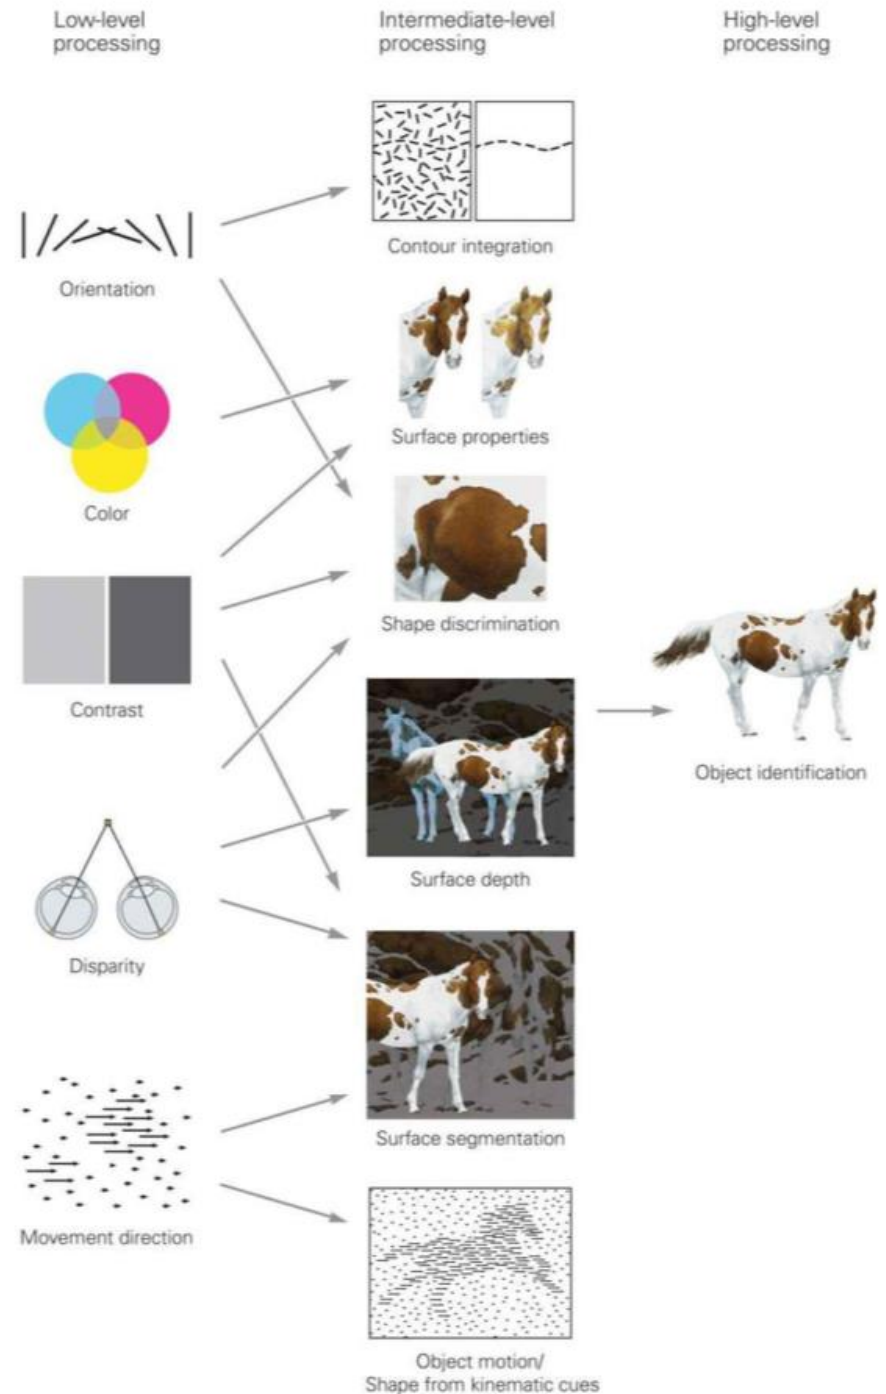 Low-level
processing
Intermediate-level
processing
High-level
processing
Orientation
Color
Contrast
Disparity
Movement direction
Contour integration
Surface properties
Shape discrimination
Surface depth
Surface segmentation
Object motion/
Shape from kinematic cues
Object identification